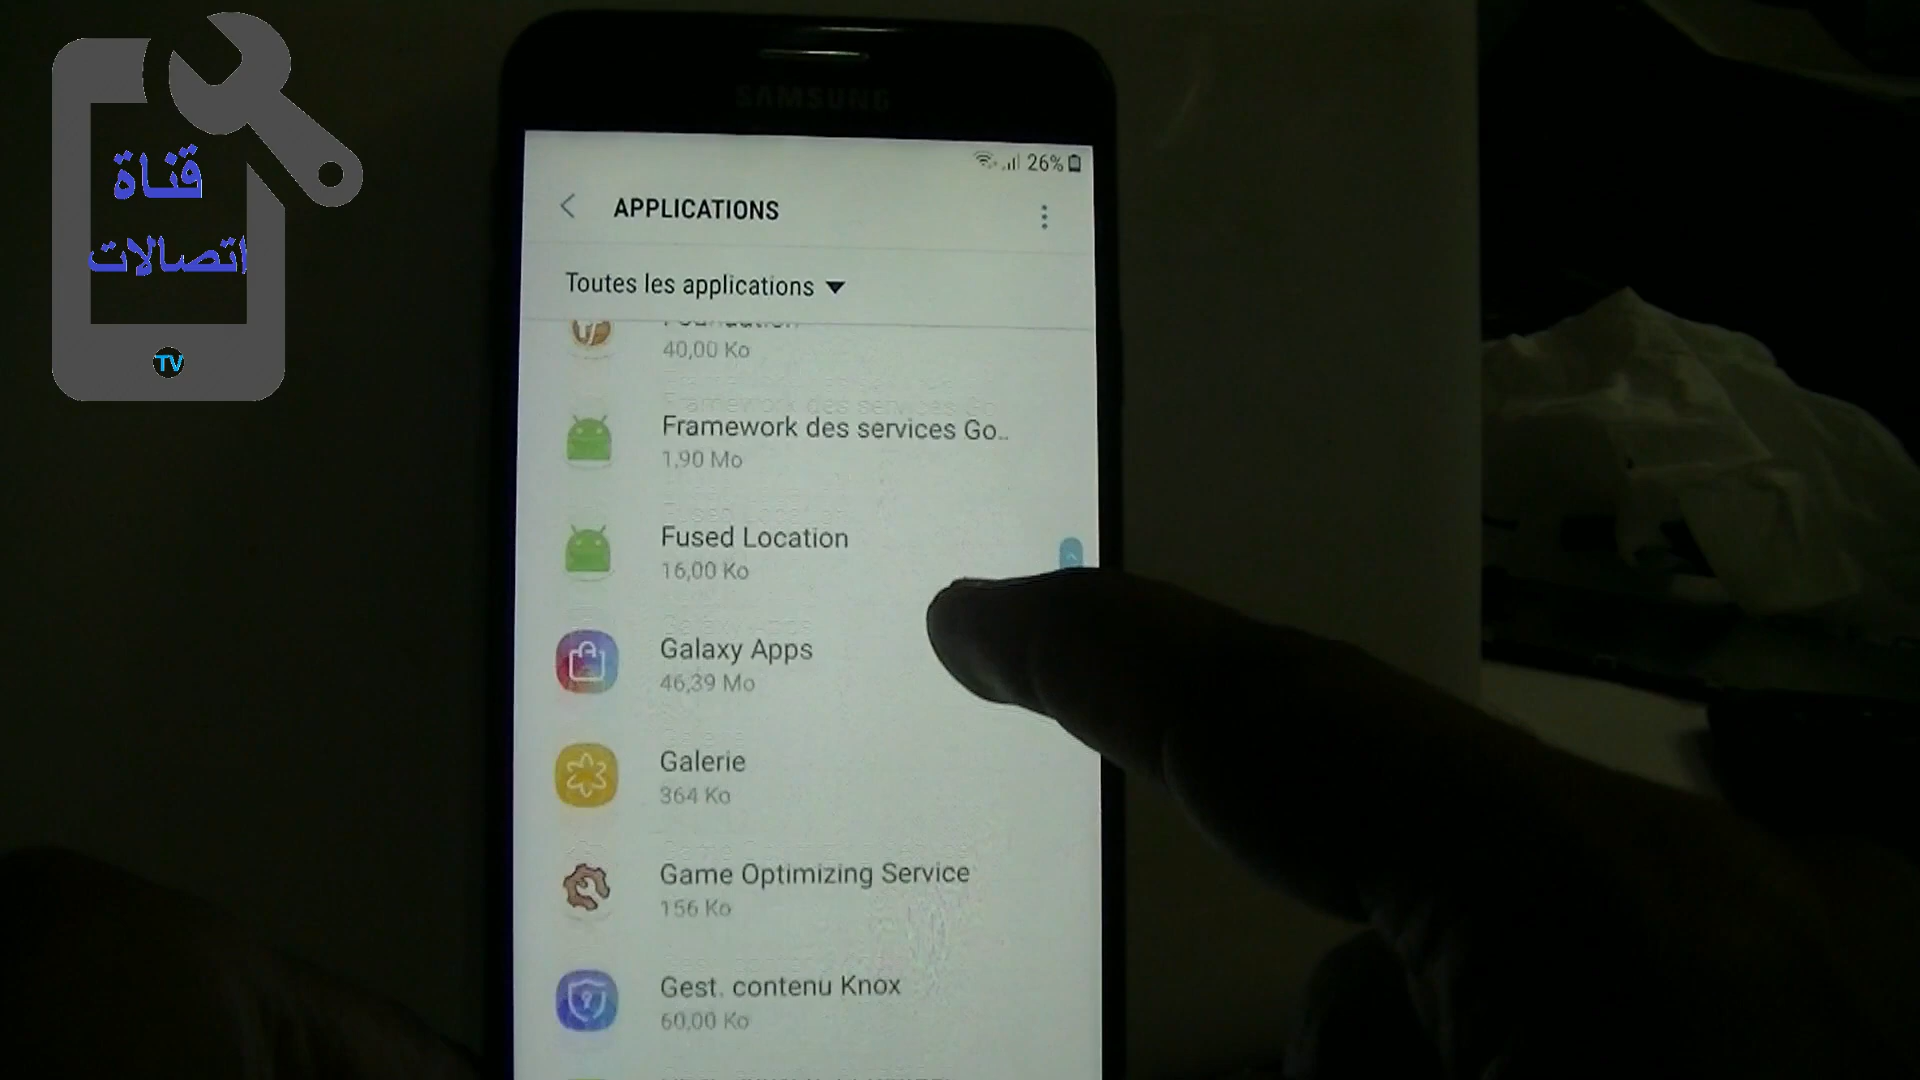 قناة
اتصالات
TV
SAMSUNG
26%
APPLICATIONS
Toutes les applications
40,00 Ko
Framework des services Go..
1,90 Mo
Fused Location
16,00 Ko
Galaxy Apps
46,39 Mo
Galerie
364 Ko
Game Optimizing Service
156 Ko
Gest. contenu Knox
60,00 Ko